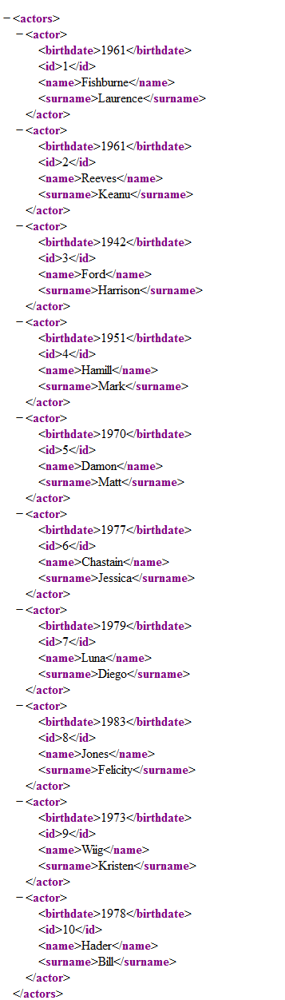 −<actors>
−<actor>
<birthdate>1961</birthdate>
<id>1</id>
<name>Fishburne</name>
<surname>Laurence</surname>
</actor>
−<actor>
<birthdate>1961</birthdate>
<id>2</id>
<name>Reeves</name>
<surname>Keanu</surname>
</actor>
−<actor>
<birthdate>1942</birthdate>
<id>3</id>
<name>Ford</name>
<surname>Harrison</surname>
</actor>
−<actor>
<birthdate>1951</birthdate>
<id>4</id>
<name>Hamill</name>
<surname>Mark</surname>
</actor>
−<actor>
<birthdate>1970</birthdate>
<id>5</id>
<name>Damon</name>
<surname>Matt</surname>
</actor>
−<actor>
<birthdate>1977</birthdate>
<id>6</id>
<name>Chastain</name>
<surname>Jessica</surname>
</actor>
−<actor>
<birthdate>1979</birthdate>
<id>7</id>
<name>Luna</name>
<surname>Diego</surname>
</actor>
−<actor>
<birthdate>1983</birthdate>
<id>8</id>
<name>Jones</name>
<surname>Felicity</surname>
</actor>
−<actor>
<birthdate>1973</birthdate>
<id>9</id>
<name>Wiig</name>
<surname>Kristen</surname>
</actor>
−<actor>
<birthdate>1978</birthdate>
<id>10</id>
<name>Hader</name>
<surname>Bill</surname>
</actor>
</actors>